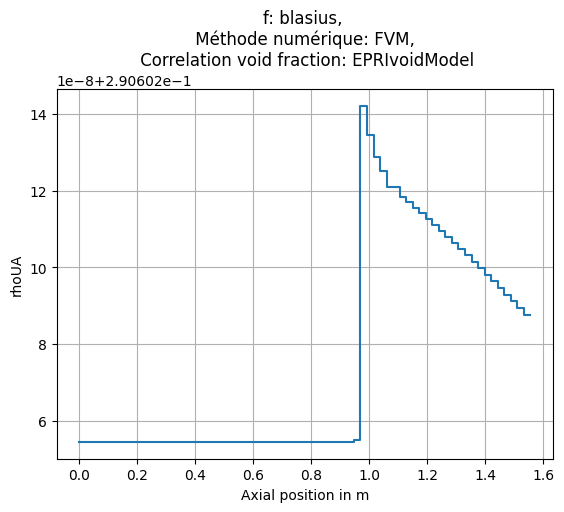 f: blasius,
Méthode numérique: FVM,
Correlation void fraction: EPRIvoidModel
1e−8+2.90602e−1
14
12
10
8
6
rhoUA
0.0 0.2 0.4 0.6 0.8 1.0 1.2 1.4 1.6
Axial position in m